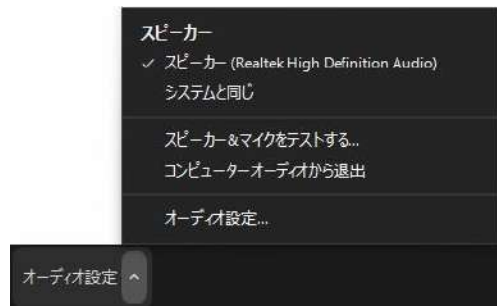 スピーカー
スピーカー (Realtek High Definition Audio)
システムと同じ
スピーカー&マイクをテストする...
コンピューターオーディオから退出
オーディオ設定...
オーディオ設定